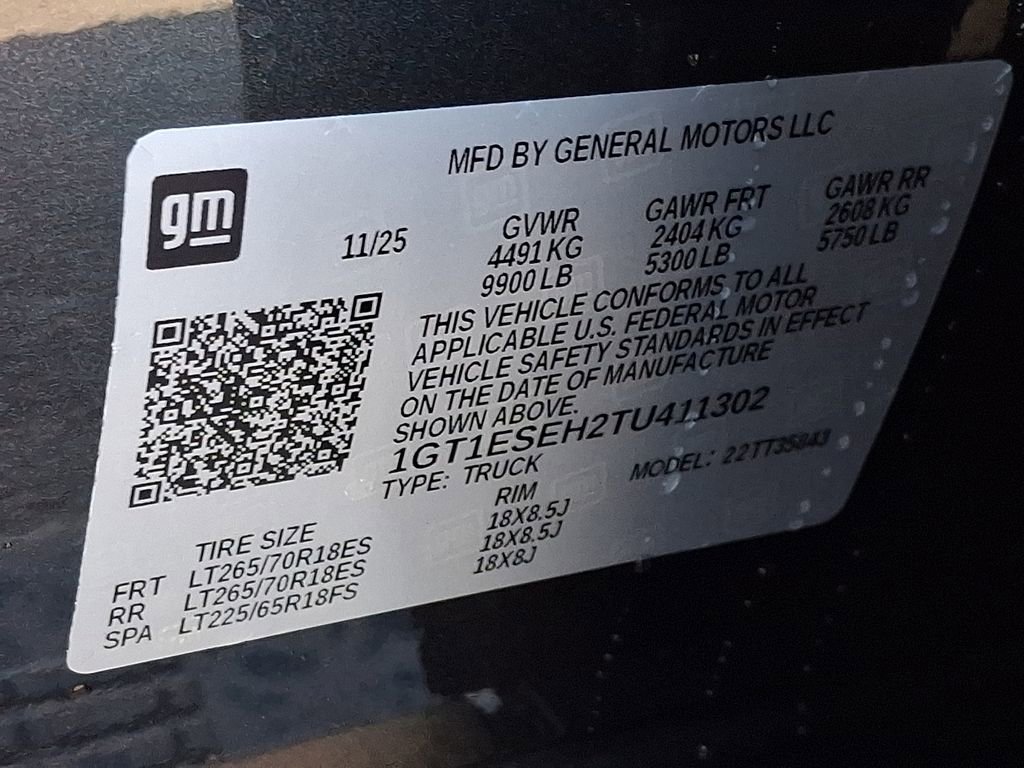 MFD BY GENERAL MOTORS LLC
gm
11/25
GVWR GAWR FRT GAWR RR
4491 KG 2404 KG 2608 KG
9900 LB 5300 LB 5750 LB
THIS VEHICLE CONFORMS TO ALL
APPLICABLE U.S. FEDERAL MOTOR
VEHICLE SAFETY STANDARDS IN EFFECT
ON THE DATE OF MANUFACTURE
SHOWN ABOVE.
1GT1ESEH2TU411302
TYPE: TRUCK MODEL: 22TT35843
TIRE SIZE RIM
FRT LT265/70R18ES 18X8.5J
RR LT265/70R18ES 18X8.5J
SPA LT225/65R18FS 18X8J